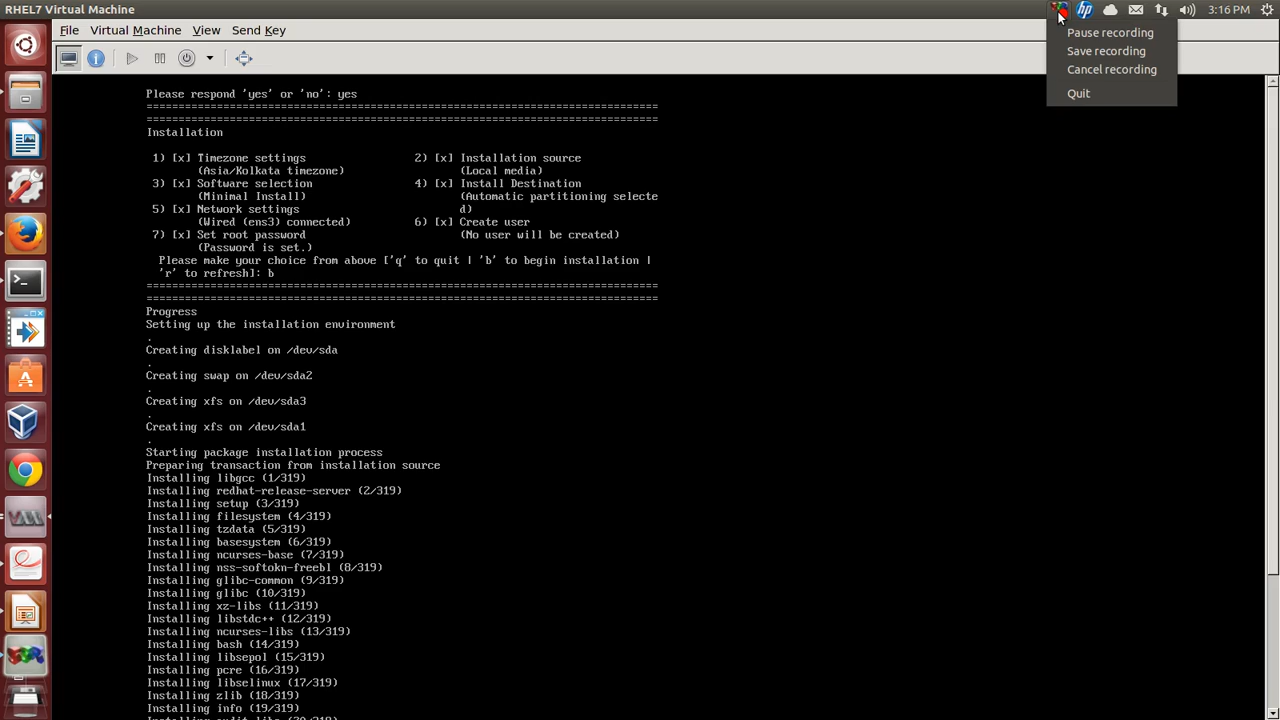 RHEL7 Virtual Machine
3:16 PM
File Virtual Machine View Send Key
Pause recording
Save recording
Cancel recording
Quit
Please respond 'yes' or 'no': yes
================================================================================
================================================================================
Installation
1) [x] Timezone settings 2) [x] Installation source
(Asia/Kolkata timezone) (Local media)
3) [x] Software selection 4) [x] Install Destination
(Minimal Install) (Automatic partitioning selecte
5) [x] Network settings d)
(Wired (ens3) connected) 6) [x] Create user
7) [x] Set root password (No user will be created)
(Password is set.)
Please make your choice from above ['q' to quit | 'b' to begin installation |
'r' to refresh]: b
================================================================================
================================================================================
Progress
Setting up the installation environment
.
Creating disklabel on /dev/sda
.
Creating swap on /dev/sda2
.
Creating xfs on /dev/sda3
.
Creating xfs on /dev/sda1
.
Starting package installation process
Preparing transaction from installation source
Installing libgcc (1/319)
Installing redhat-release-server (2/319)
Installing setup (3/319)
Installing filesystem (4/319)
Installing tzdata (5/319)
Installing basesystem (6/319)
Installing ncurses-base (7/319)
Installing nss-softokn-freebl (8/319)
Installing glibc-common (9/319)
Installing glibc (10/319)
Installing xz-libs (11/319)
Installing libstdc++ (12/319)
Installing ncurses-libs (13/319)
Installing bash (14/319)
Installing libsepol (15/319)
Installing pcre (16/319)
Installing libselinux (17/319)
Installing zlib (18/319)
Installing info (19/319)